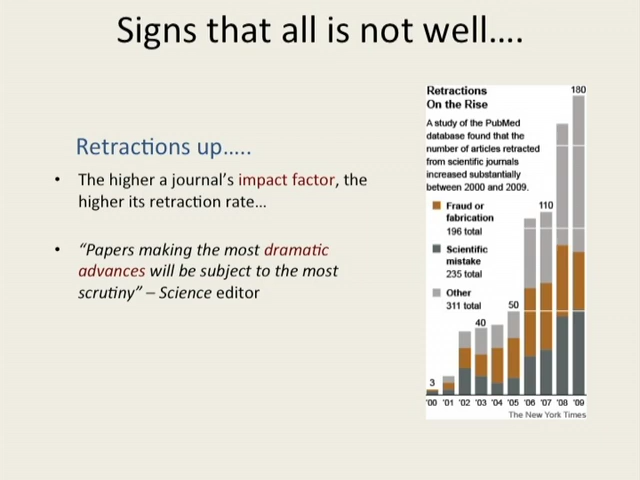 Signs that all is not well....
Retractions up.....
• The higher a journal's impact factor, the
higher its retraction rate...
• "Papers making the most dramatic
advances will be subject to the most
scrutiny" – Science editor
Retractions
On the Rise
A study of the PubMed
database found that the
number of articles retracted
from scientific journals
increased substantially
between 2000 and 2009.
Fraud or
fabrication
196 total
Scientific
mistake
235 total
Other
311 total
3
40
50
110
180
'00 '01 '02 '03 '04 '05 '06 '07 '08 '09
The New York Times